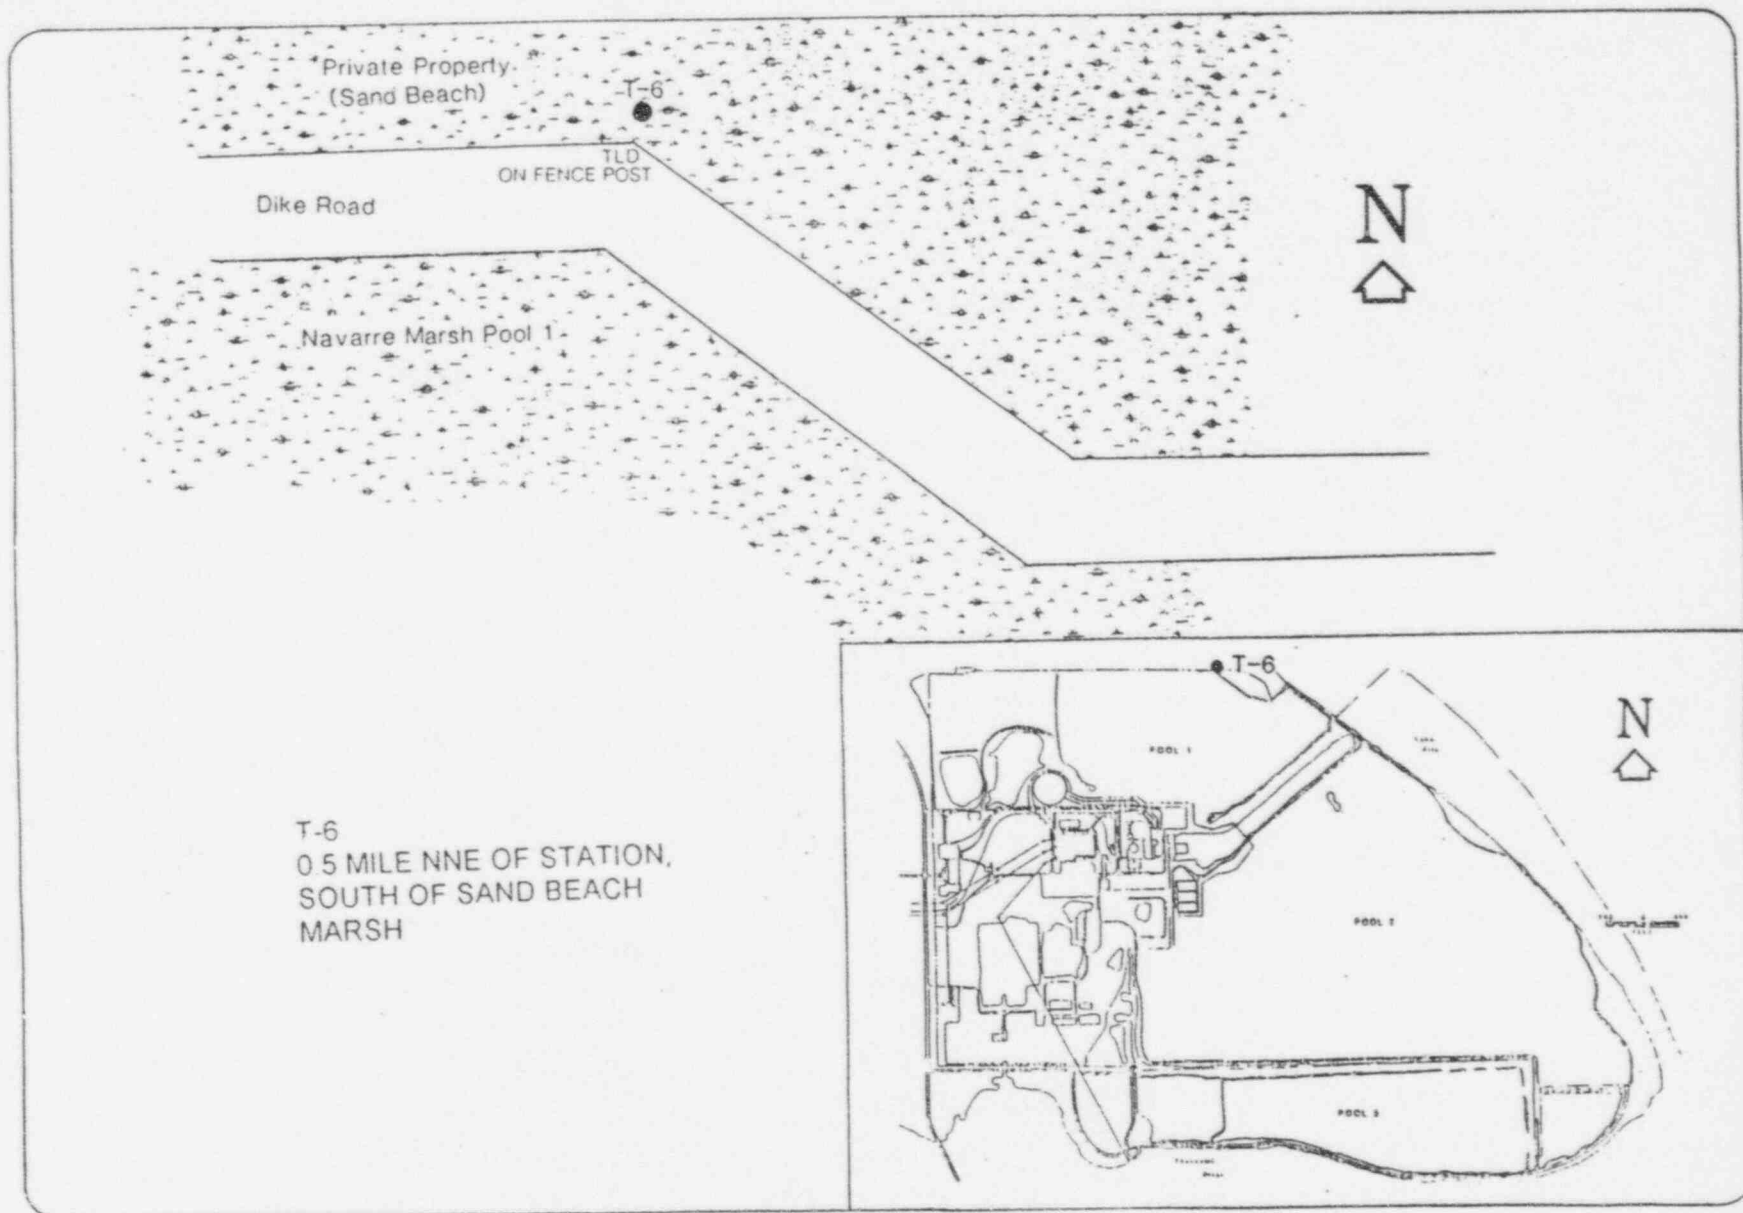 Private Property
(Sand Beach)
T-6
TLD
ON FENCE POST
Dike Road
N
Navarre Marsh Pool 1
T-6
0.5 MILE NNE OF STATION,
SOUTH OF SAND BEACH
MARSH
T-6
N
POOL 1
POOL 2
POOL 3